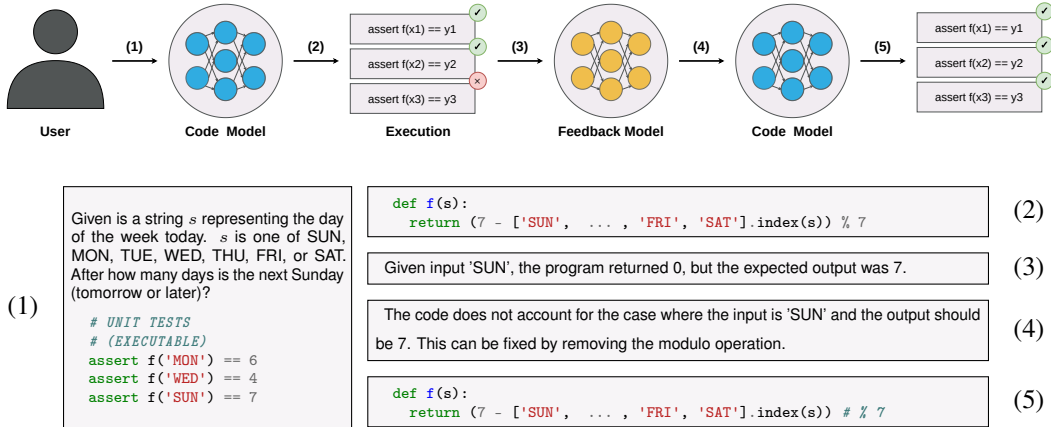 (1) (2) (3) (4) (5)
assert f(x1) == y1 ✓
assert f(x2) == y2 ✓
assert f(x3) == y3 ×
assert f(x1) == y1 ✓
assert f(x2) == y2 ✓
assert f(x3) == y3 ✓
User Code Model Execution Feedback Model Code Model
(1)
Given is a string s representing the day
of the week today. s is one of SUN,
MON, TUE, WED, THU, FRI, or SAT.
After how many days is the next Sunday
(tomorrow or later)?
# UNIT TESTS
# (EXECUTABLE)
assert f('MON') == 6
assert f('WED') == 4
assert f('SUN') == 7
def f(s):
return (7 - ['SUN', ... , 'FRI', 'SAT'].index(s)) % 7
(2)
Given input 'SUN', the program returned 0, but the expected output was 7.
(3)
The code does not account for the case where the input is 'SUN' and the output should
be 7. This can be fixed by removing the modulo operation.
(4)
def f(s):
return (7 - ['SUN', ... , 'FRI', 'SAT'].index(s)) # % 7
(5)